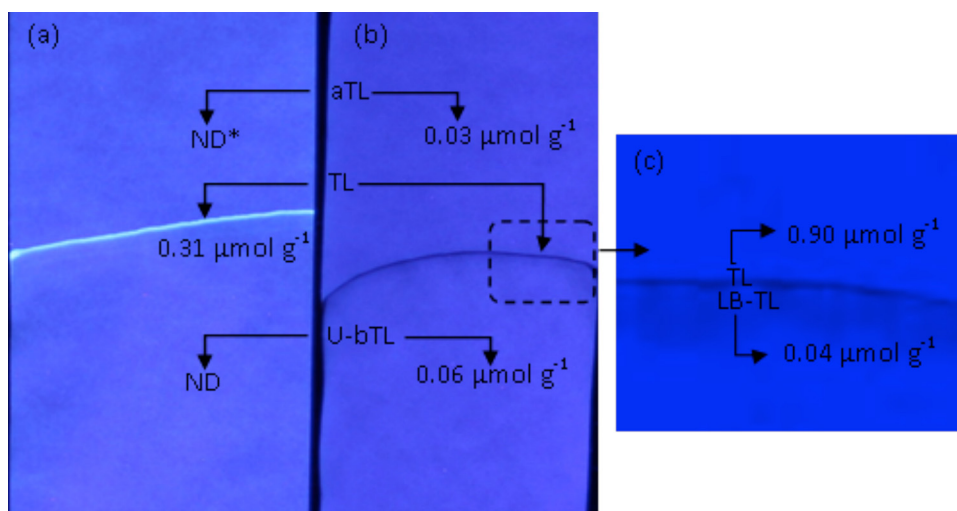 (a)
(b)
aTL
ND*
0.03 µmol g-1
(c)
TL
0.31 µmol g-1
0.90 µmol g-1
TL
LB-TL
U-bTL
ND
0.06 µmol g-1
0.04 µmol g-1